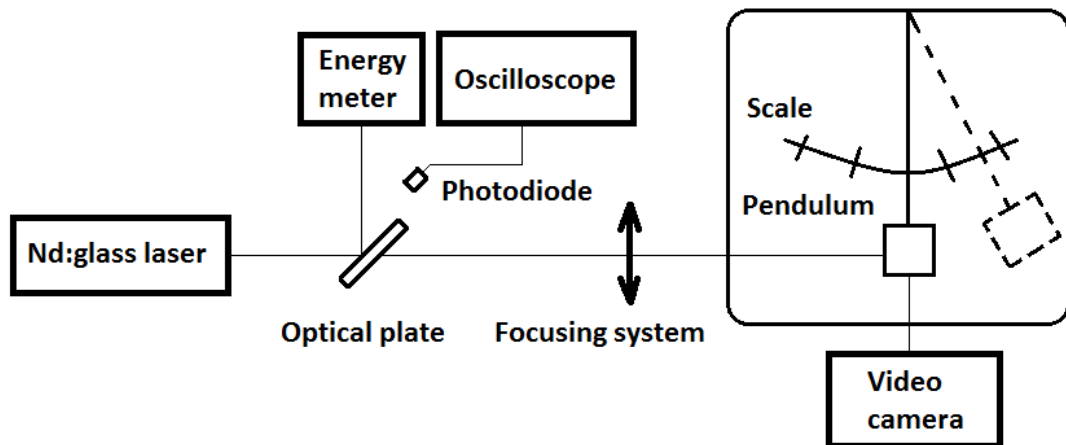 Energy
meter
Oscilloscope
Scale
Photodiode
Pendulum
Nd:glass laser
Optical plate
Focusing system
Video
camera